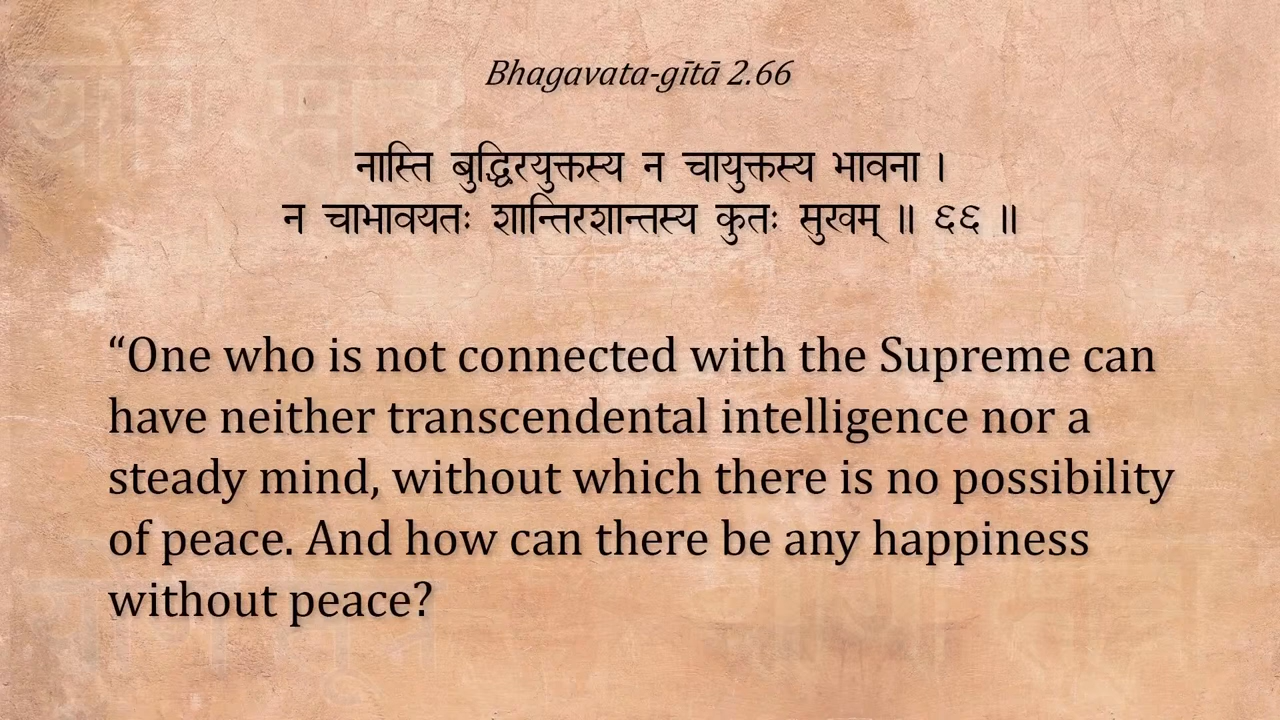 Bhagavata-gītā 2.66
नास्ति बुद्धिरयुक्तस्य न चायुक्तस्य भावना ।
न चाभावयतः शान्तिरशान्तस्य कुतः सुखम् ॥ ६६ ॥
“One who is not connected with the Supreme can
have neither transcendental intelligence nor a
steady mind, without which there is no possibility
of peace. And how can there be any happiness
without peace?